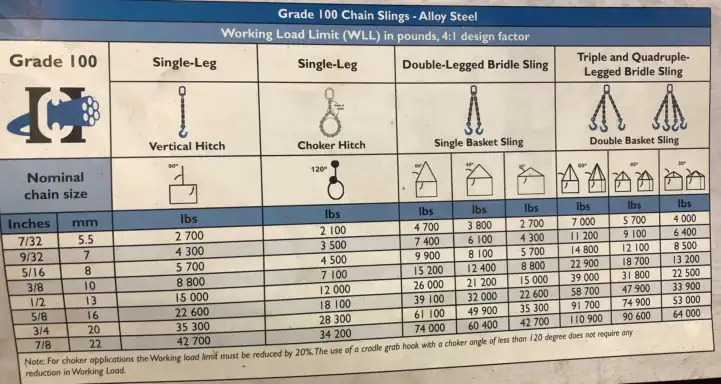 Grade 100 Chain Slings - Alloy Steel
Working Load Limit (WLL) in pounds, 4:1 design factor
Grade 100 Single-Leg Single-Leg Double-Legged Bridle Sling Triple and Quadruple-
Legged Bridle Sling
Vertical Hitch Choker Hitch Single Basket Sling Double Basket Sling
Nominal
chain size
90° 120° 60° 45° 30° 60° 45° 30°
Inches mm lbs lbs lbs lbs lbs lbs lbs lbs
7/32 5.5 2 700 2 100 4 700 3 800 2 700 7 000 5 700 4 000
9/32 7 4 300 3 500 7 400 6 100 4 300 11 200 9 100 6 400
5/16 8 5 700 4 500 9 900 8 100 5 700 14 800 12 100 8 500
3/8 10 8 800 7 100 15 200 12 400 8 800 22 900 18 700 13 200
1/2 13 15 000 12 000 26 000 21 200 15 000 39 000 31 800 22 500
5/8 16 22 600 18 100 39 100 32 000 22 600 58 700 47 900 33 900
3/4 20 35 300 28 300 61 100 49 900 35 300 91 700 74 900 53 000
7/8 22 42 700 34 200 74 000 60 400 42 700 110 900 90 600 64 000
Note: For choker applications the Working load limit must be reduced by 20%. The use of a cradle grab hook with a choker angle of less than 120 degree does not require any
reduction in Working Load.